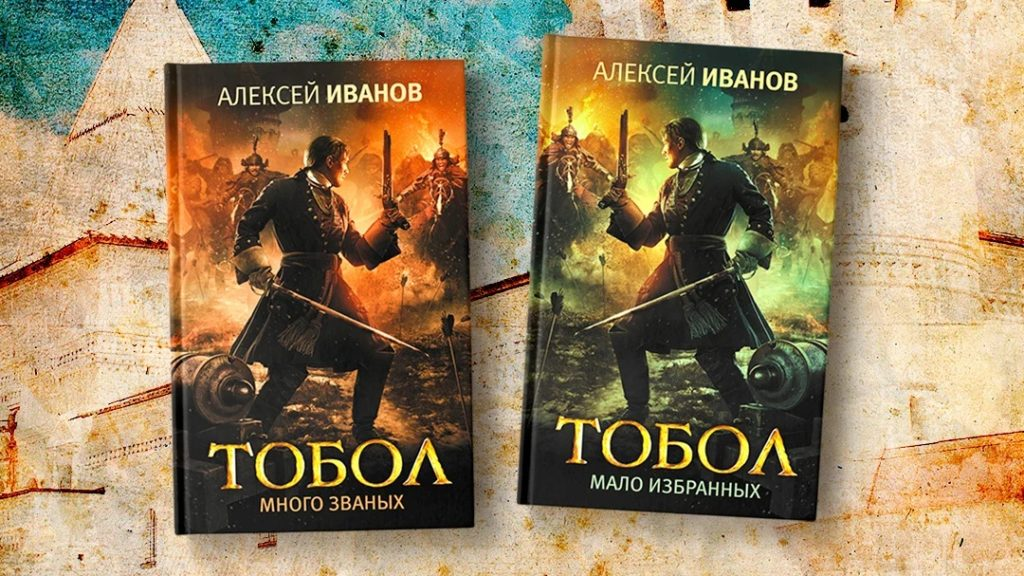 АЛЕКСЕЙ ИВАНОВ
ТОБОЛ
МНОГО ЗВАНЫХ
АЛЕКСЕЙ ИВАНОВ
ТОБОЛ
МАЛО ИЗБРАННЫХ